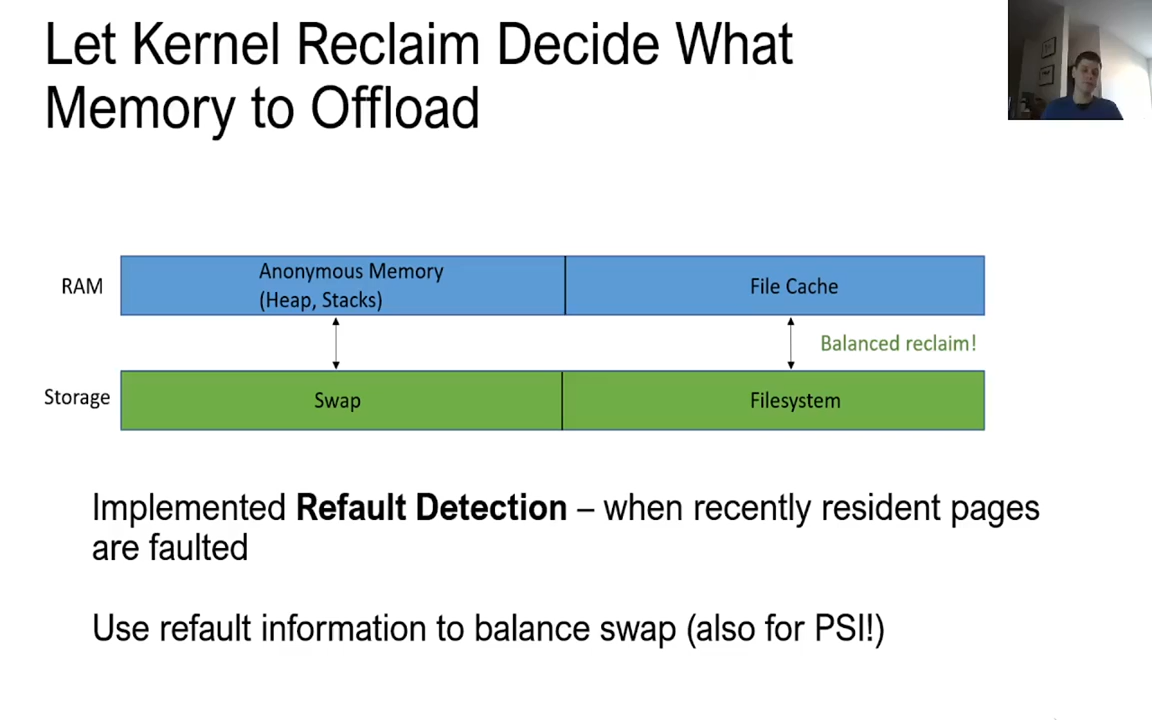 Let Kernel Reclaim Decide What
Memory to Offload
Anonymous Memory
(Heap, Stacks)
RAM
File Cache
Balanced reclaim!
Storage
Swap
Filesystem
Implemented Refault Detection – when recently resident pages
are faulted
Use refault information to balance swap (also for PSI!)